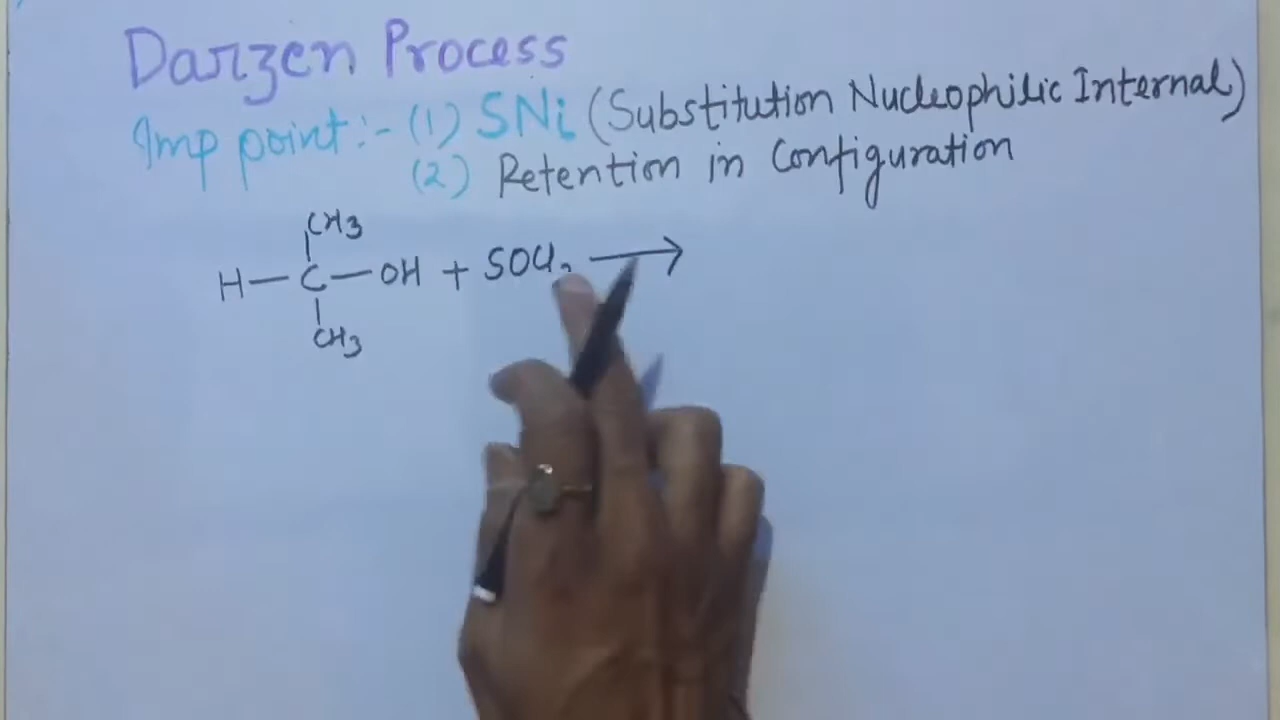 Darzen Process
Imp point :- (1) SNi (Substitution Nucleophilic Internal)
(2) Retention in Configuration
CH3
H — C — OH + SOCl2 ⟶
CH3